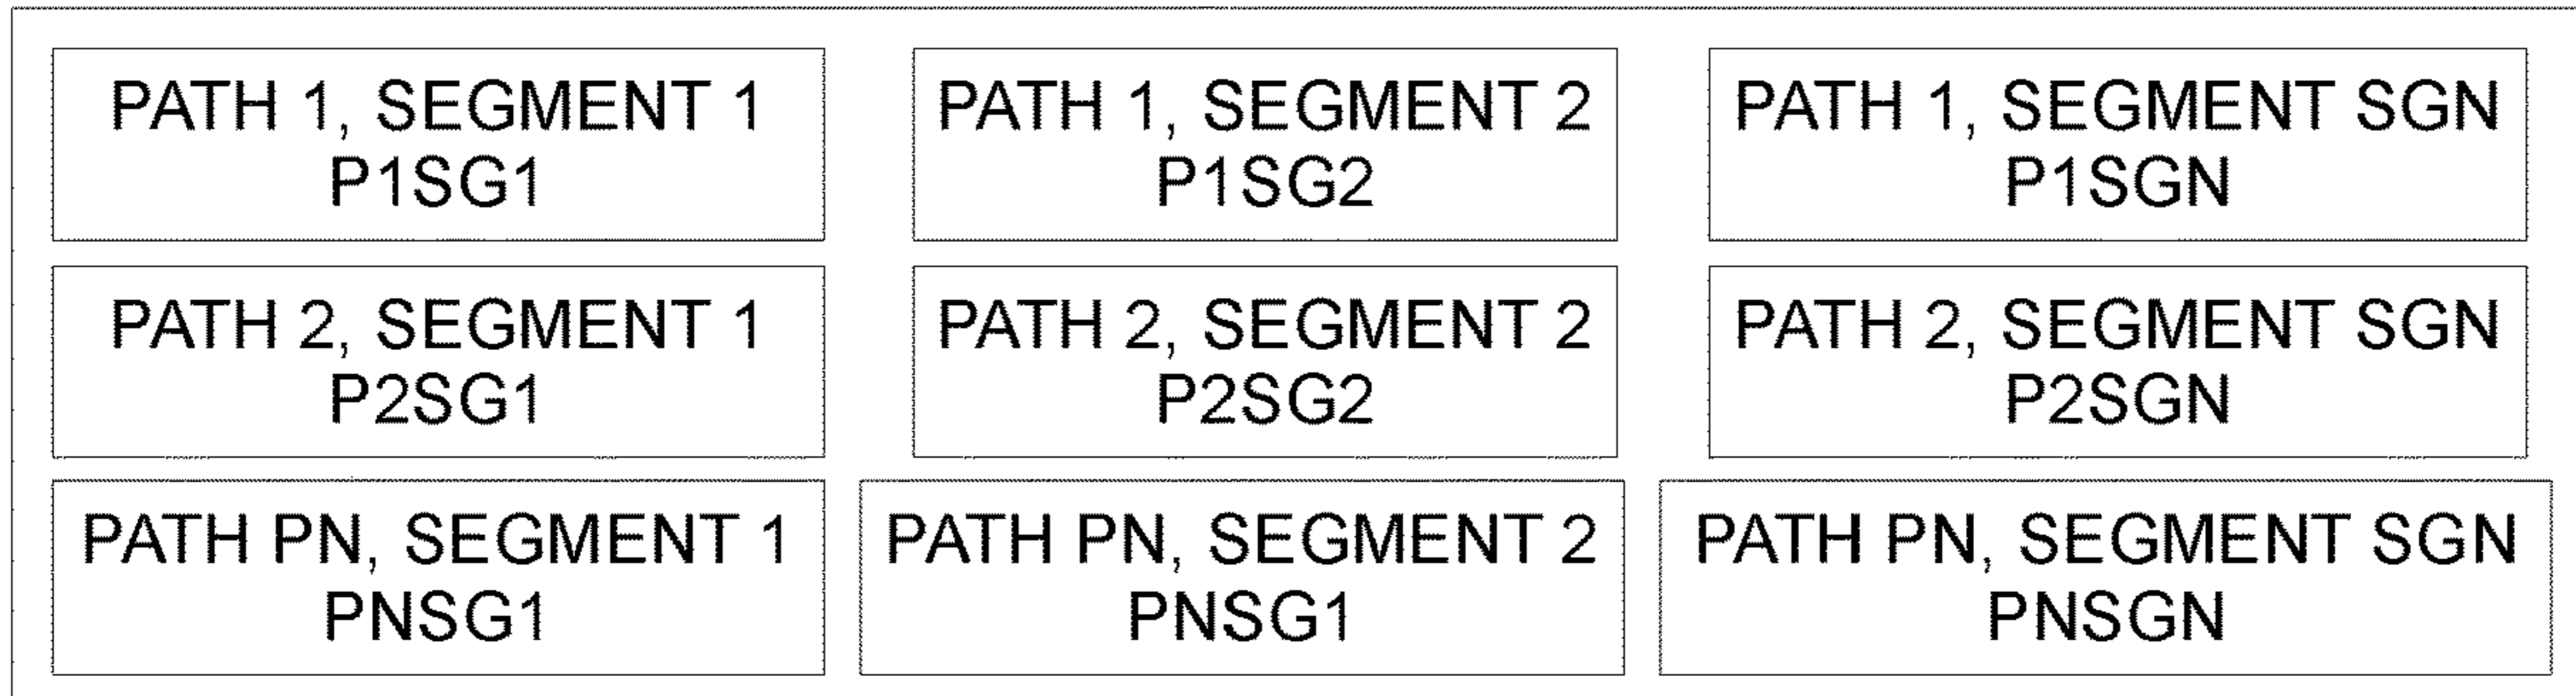 PATH 1, SEGMENT 1
P1SG1
PATH 1, SEGMENT 2
P1SG2
PATH 1, SEGMENT SGN
P1SGN
PATH 2, SEGMENT 1
P2SG1
PATH 2, SEGMENT 2
P2SG2
PATH 2, SEGMENT SGN
P2SGN
PATH PN, SEGMENT 1
PNSG1
PATH PN, SEGMENT 2
PNSG1
PATH PN, SEGMENT SGN
PNSGN